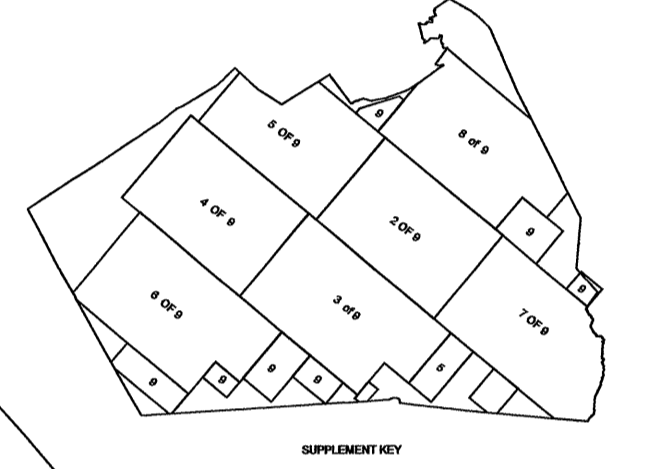 9
8 of 9
5 OF 9
4 OF 9
2 OF 9
9
9
6 OF 9
3 of 9
7 OF 9
9
9
9
9
5
SUPPLEMENT KEY